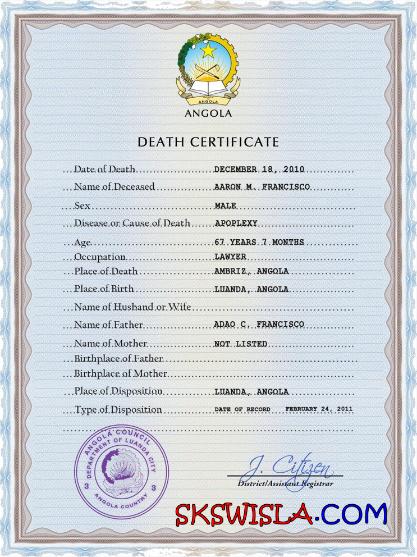 ANGOLA
ANGOLA
DEATH CERTIFICATE
Date of Death DECEMBER 18, 2010
Name of Deceased AARON M. FRANCISCO
Sex MALE
Disease or Cause of Death APOPLEXY
Age 67 YEARS 7 MONTHS
Occupation LAWYER
Place of Death AMBRIZ, ANGOLA
Place of Birth LUANDA, ANGOLA
Name of Husband or Wife
Name of Father ADAO C. FRANCISCO
Name of Mother NOT LISTED
Birthplace of Father
Birthplace of Mother
Place of Disposition LUANDA, ANGOLA
Type of Disposition DATE OF RECORD FEBRUARY 24, 2011
ANGOLA COUNCIL
DEPARTMENT OF LUANDA CITY
3 3
ANGOLA COUNTRY
J. Citizen
District/Assistant Registrar
SKSWISLA.COM